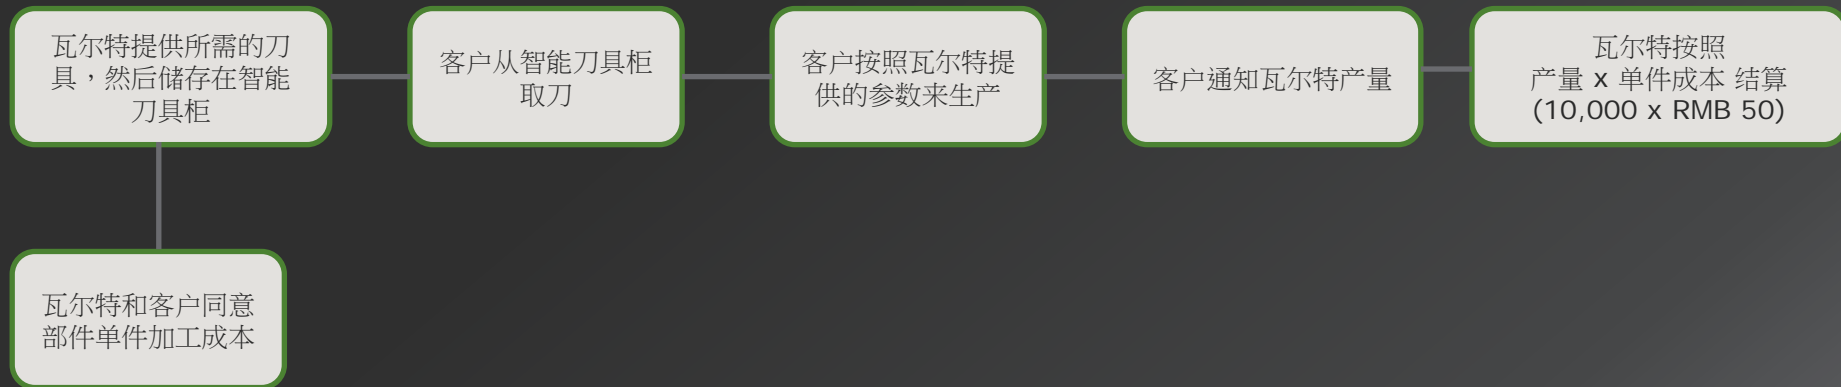 瓦尔特提供所需的刀
具，然后储存在智能
刀具柜
客户从智能刀具柜
取刀
客户按照瓦尔特提
供的参数来生产
客户通知瓦尔特产量
瓦尔特按照
产量 x 单件成本 结算
(10,000 x RMB 50)
瓦尔特和客户同意
部件单件加工成本